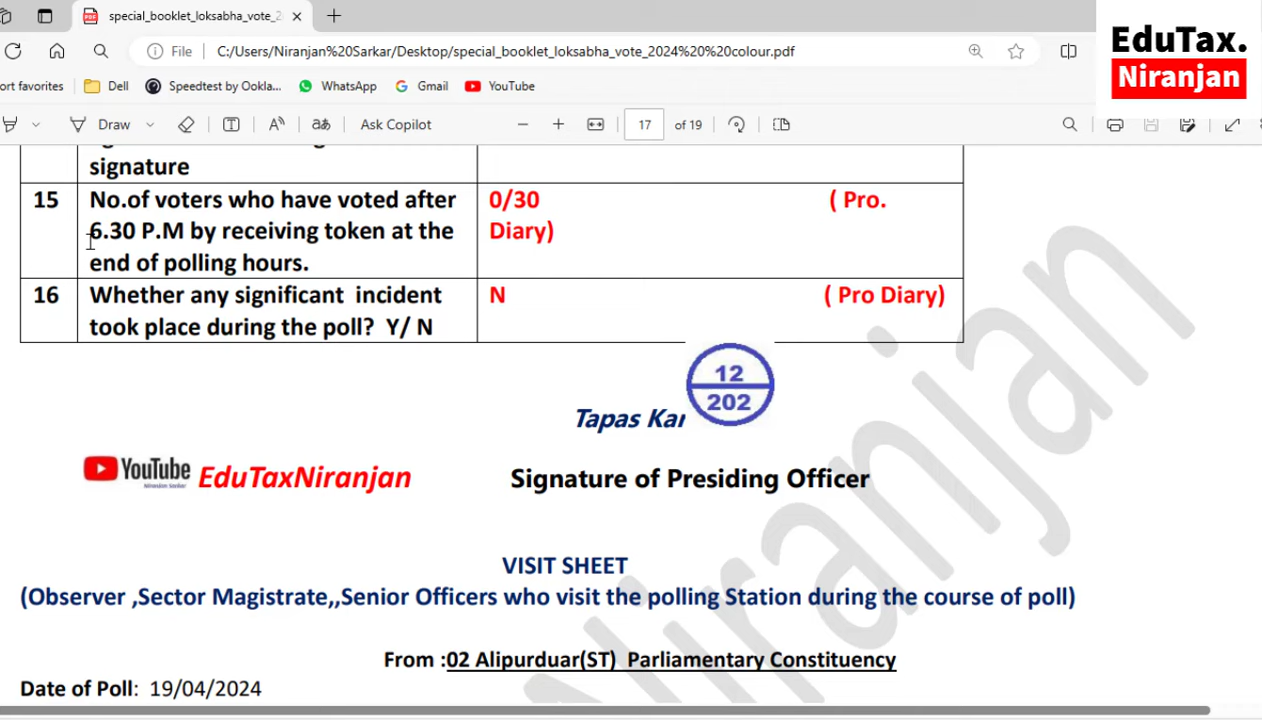 special_booklet_loksabha_vote_2
EduTax.
Niranjan
File C:/Users/Niranjan%20Sarkar/Desktop/special_booklet_loksabha_vote_2024%20%20colour.pdf
ort favorites Dell Speedtest by Ookla... WhatsApp Gmail YouTube
Draw aあ Ask Copilot 17 of 19
signature
15 No.of voters who have voted after 0/30 ( Pro.
6.30 P.M by receiving token at the Diary)
end of polling hours.
16 Whether any significant incident N ( Pro Diary)
took place during the poll? Y/ N
12
202
Tapas Kar
YouTube EduTaxNiranjan Signature of Presiding Officer
VISIT SHEET
(Observer ,Sector Magistrate,,Senior Officers who visit the polling Station during the course of poll)
From :02 Alipurduar(ST) Parliamentary Constituency
Date of Poll: 19/04/2024
Niranjan